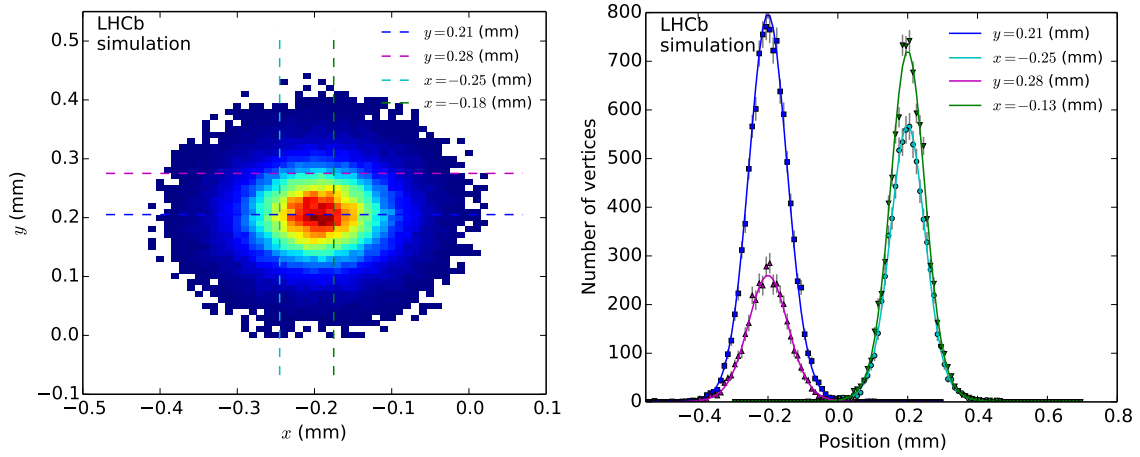 LHCb
simulation
y=0.21 (mm)
y=0.28 (mm)
x=−0.25 (mm)
x=−0.18 (mm)
0.5
0.4
0.3
0.2
0.1
0.0
−0.1
y (mm)
−0.5 −0.4 −0.3 −0.2 −0.1 0.0 0.1
x (mm)
LHCb
simulation
y=0.21 (mm)
x=−0.25 (mm)
y=0.28 (mm)
x=−0.13 (mm)
800
700
600
500
400
300
200
100
0
Number of vertices
−0.4 −0.2 0.0 0.2 0.4 0.6 0.8
Position (mm)